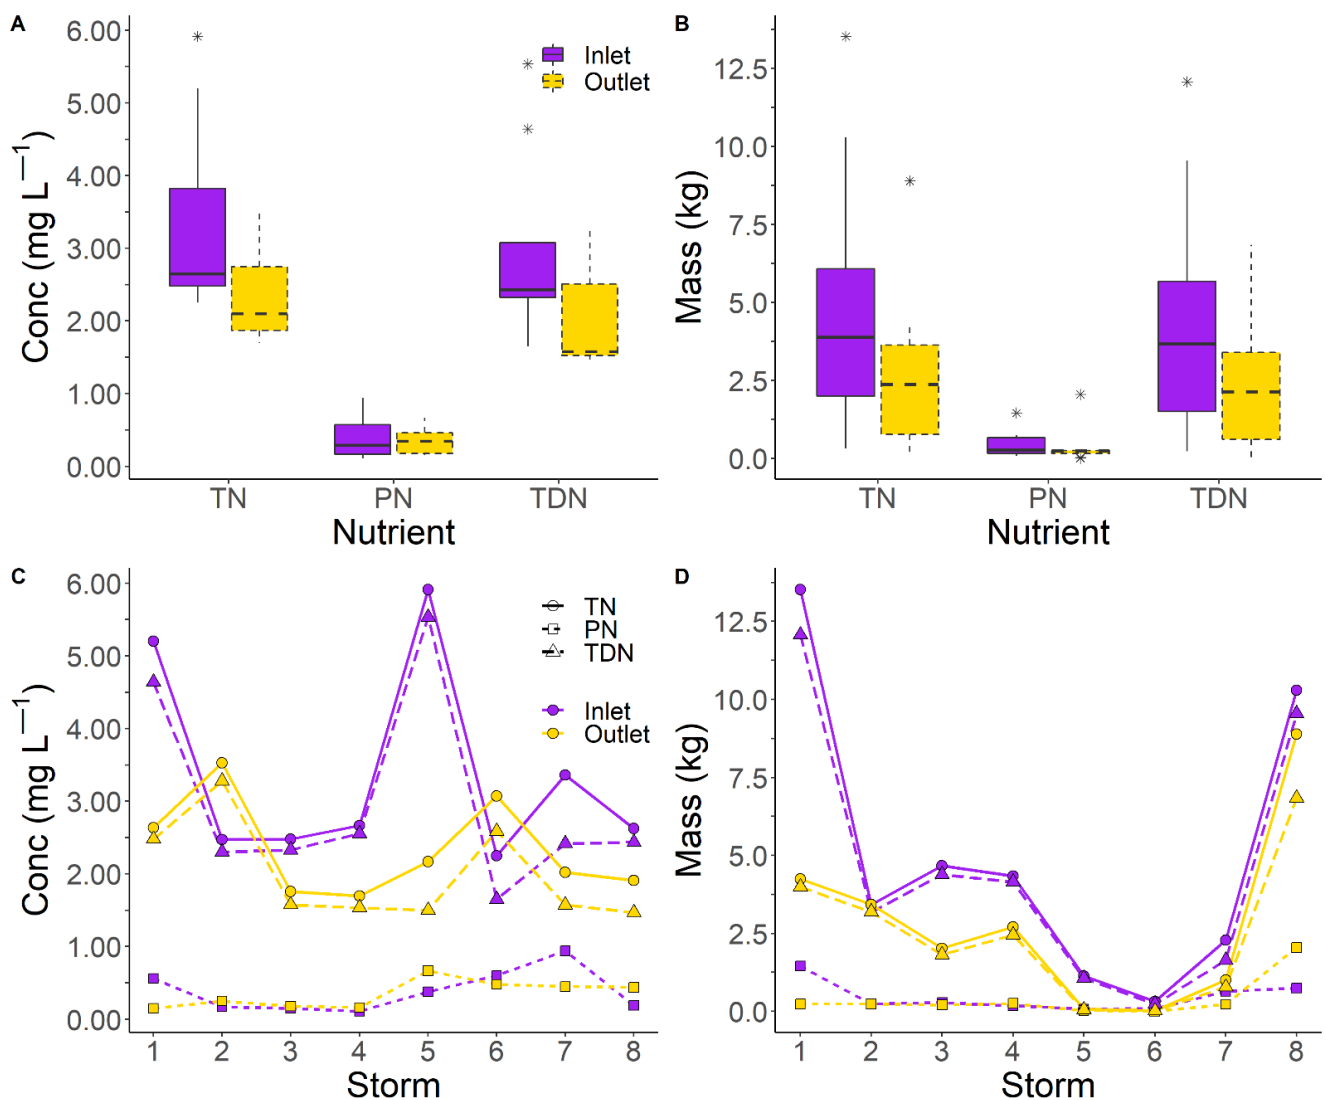 A
6.00
5.00
4.00
3.00
2.00
1.00
0.00
Conc (mg L⁻¹)
Inlet
Outlet
TN PN TDN
Nutrient
B
12.5
10.0
7.5
5.0
2.5
0.0
Mass (kg)
TN PN TDN
Nutrient
C
6.00
5.00
4.00
3.00
2.00
1.00
0.00
Conc (mg L⁻¹)
TN
PN
TDN
Inlet
Outlet
1 2 3 4 5 6 7 8
Storm
D
12.5
10.0
7.5
5.0
2.5
0.0
Mass (kg)
1 2 3 4 5 6 7 8
Storm